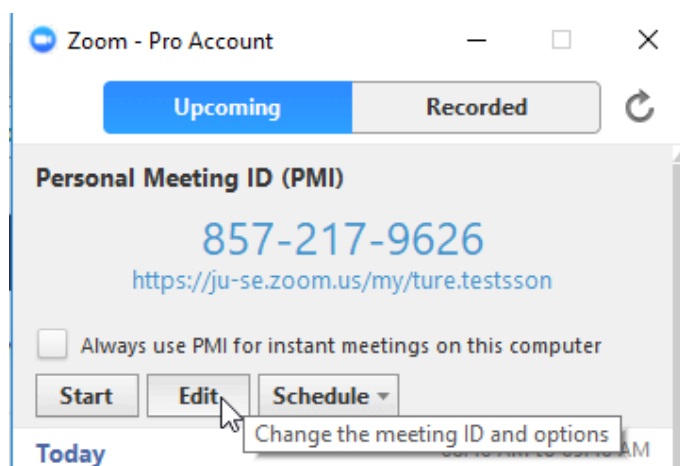 Zoom - Pro Account
Upcoming Recorded
Personal Meeting ID (PMI)
857-217-9626
https://ju-se.zoom.us/my/ture.testsson
Always use PMI for instant meetings on this computer
Start Edit Schedule
Change the meeting ID and options
Today AM